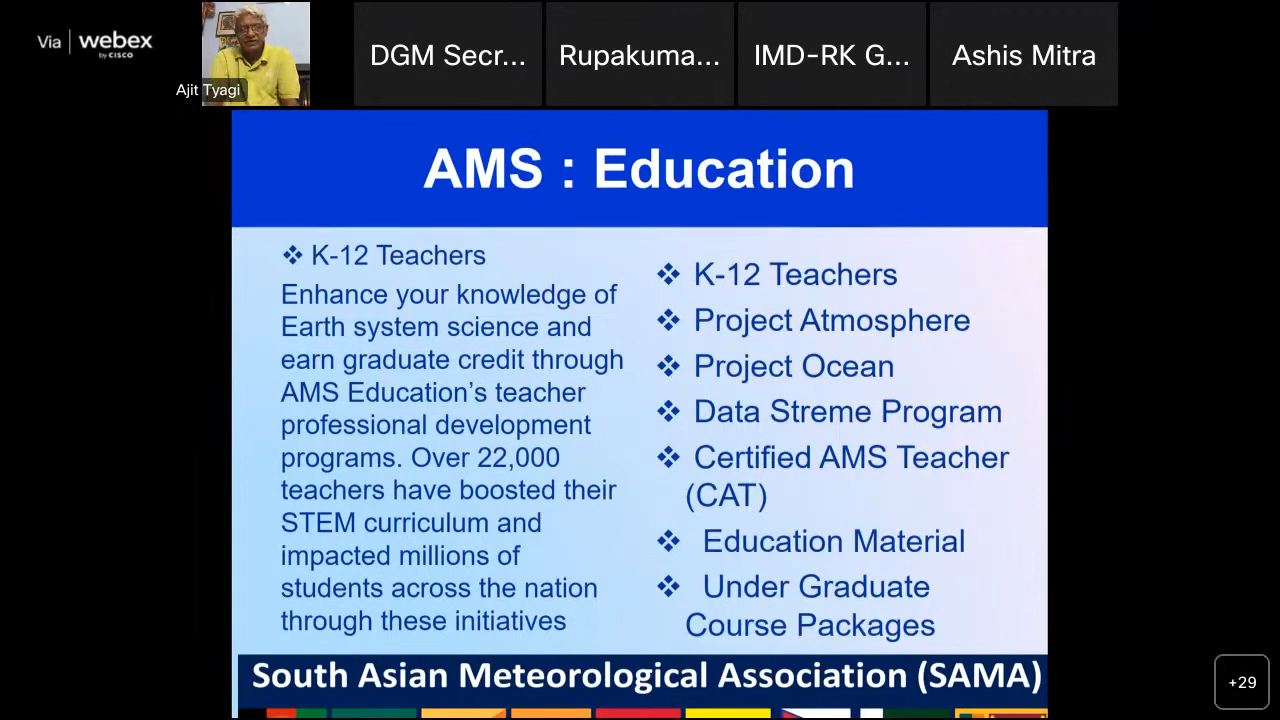 Via webex
by CISCO
Ajit Tyagi
DGM Secr...
Rupakuma...
IMD-RK G...
Ashis Mitra
AMS : Education
❖ K-12 Teachers
Enhance your knowledge of
Earth system science and
earn graduate credit through
AMS Education’s teacher
professional development
programs. Over 22,000
teachers have boosted their
STEM curriculum and
impacted millions of
students across the nation
through these initiatives
❖ K-12 Teachers
❖ Project Atmosphere
❖ Project Ocean
❖ Data Streme Program
❖ Certified AMS Teacher
(CAT)
❖ Education Material
❖ Under Graduate
Course Packages
South Asian Meteorological Association (SAMA)
+29